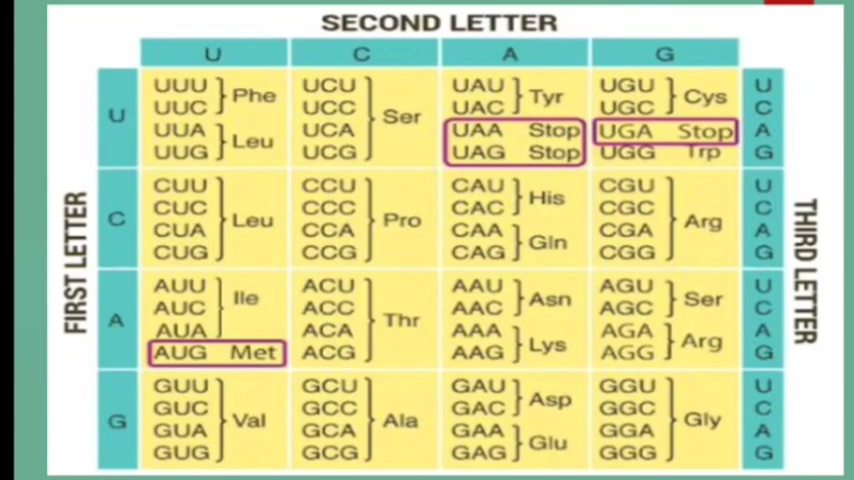 SECOND LETTER
U C A G
FIRST LETTER
THIRD LETTER
U
UUU UCU UAU UGU U
UUC Phe UCC UAC Tyr UGC Cys C
UUA UCA Ser UAA Stop UGA Stop A
UUG Leu UCG UAG Stop UGG Trp G
C
CUU CCU CAU CGU U
CUC CCC CAC His CGC C
CUA Leu CCA Pro CAA CGA Arg A
CUG CCG CAG Gln CGG G
A
AUU ACU AAU AGU U
AUC Ile ACC AAC Asn AGC Ser C
AUA ACA Thr AAA AGA A
AUG Met ACG AAG Lys AGG Arg G
G
GUU GCU GAU GGU U
GUC GCC GAC Asp GGC C
GUA Val GCA Ala GAA GGA Gly A
GUG GCG GAG Glu GGG G